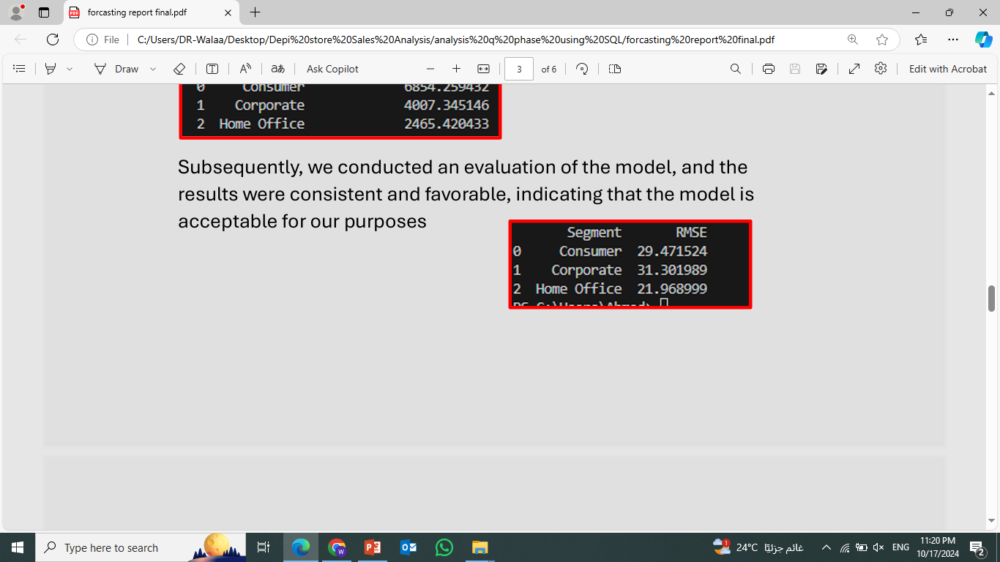 forcasting report final.pdf
File
C:/Users/DR-Walaa/Desktop/Depi%20store%20Sales%20Analysis/analysis%20q%20phase%20using%20SQL/forcasting%20report%20final.pdf
Draw
Ask Copilot
3 of 6
Edit with Acrobat
0 Consumer 6854.259432
1 Corporate 4007.345146
2 Home Office 2465.420433
Subsequently, we conducted an evaluation of the model, and the
results were consistent and favorable, indicating that the model is
acceptable for our purposes
Segment RMSE
0 Consumer 29.471524
1 Corporate 31.301989
2 Home Office 21.968999
PS C:\Users\Ahmed>
Type here to search
1
24°C غائم جزئيًا
ENG
11:20 PM
10/17/2024
2